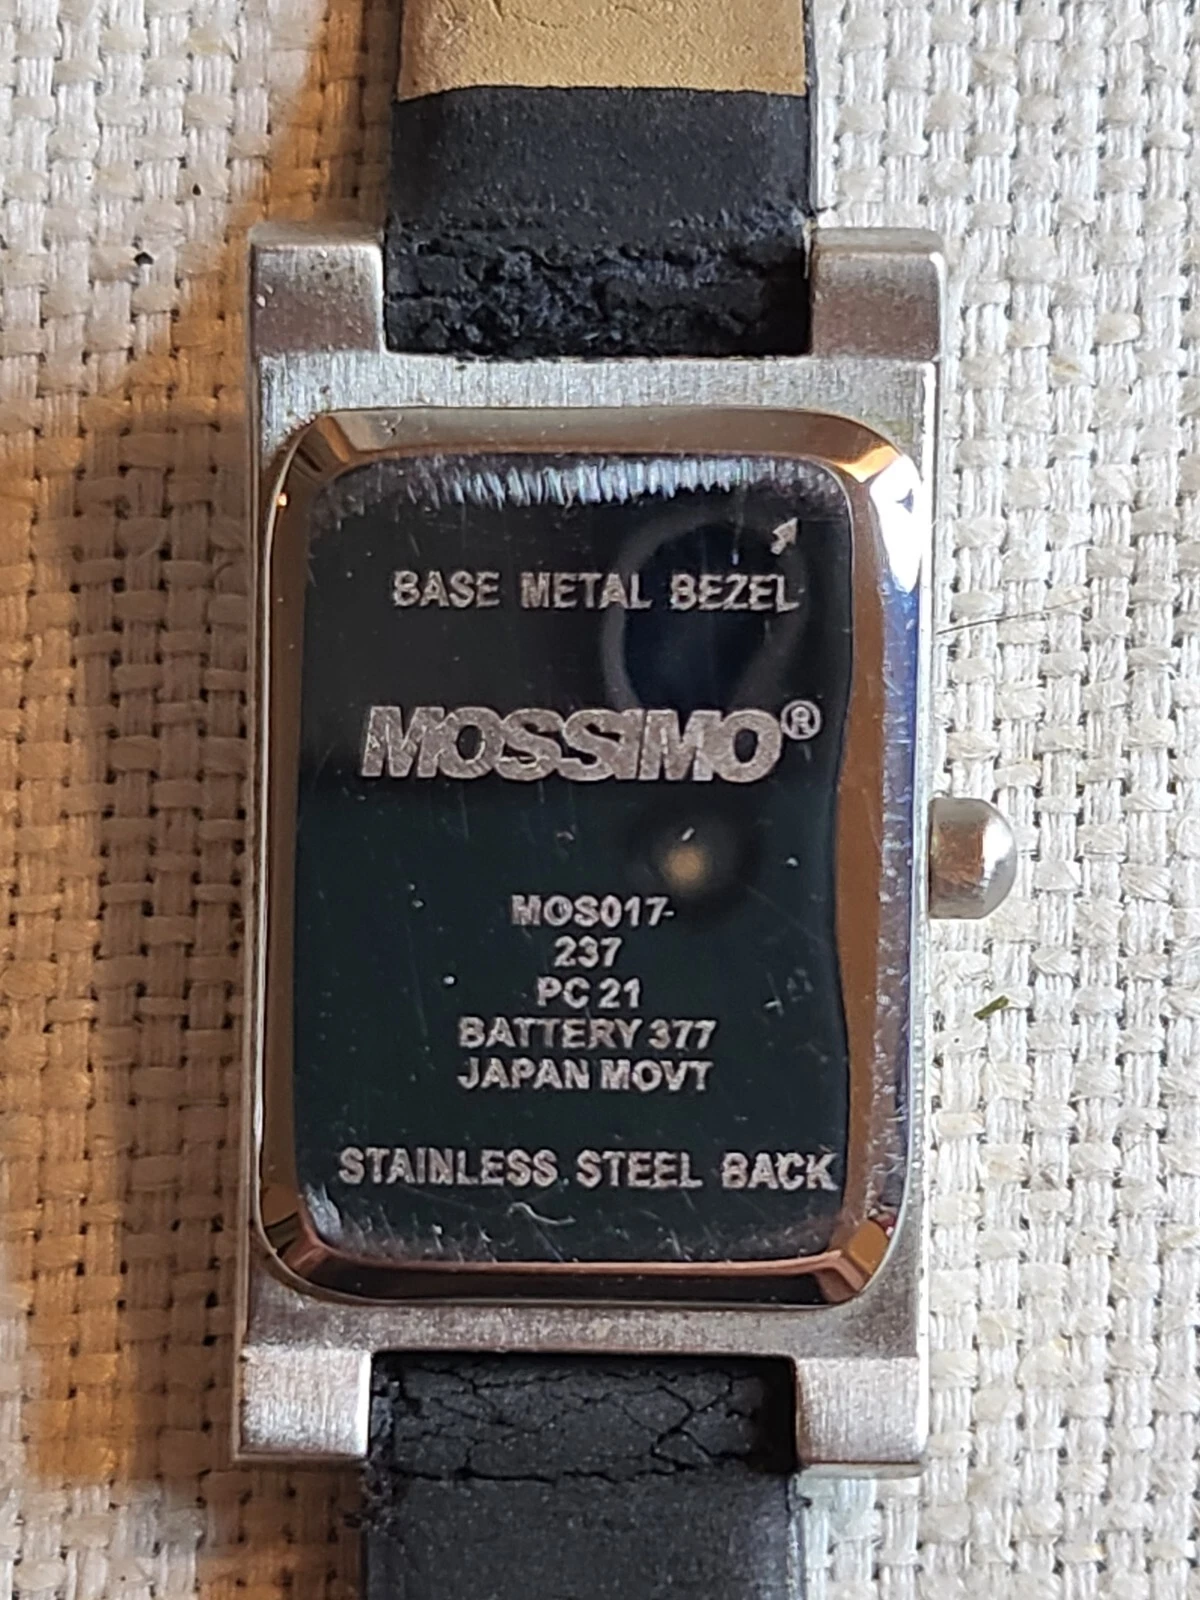 BASE METAL BEZEL
MOSSIMO®
MOS017-
237
PC 21
BATTERY 377
JAPAN MOVT
STAINLESS STEEL BACK